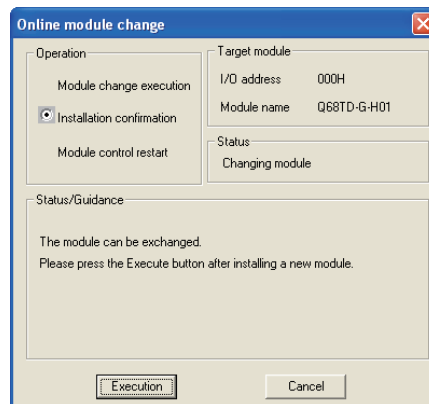 Online module change
Operation
Module change execution
Installation confirmation
Module control restart
Target module
I/O address 000H
Module name Q68TD-G-H01
Status
Changing module
Status/Guidance
The module can be exchanged.
Please press the Execute button after installing a new module.
Execution
Cancel